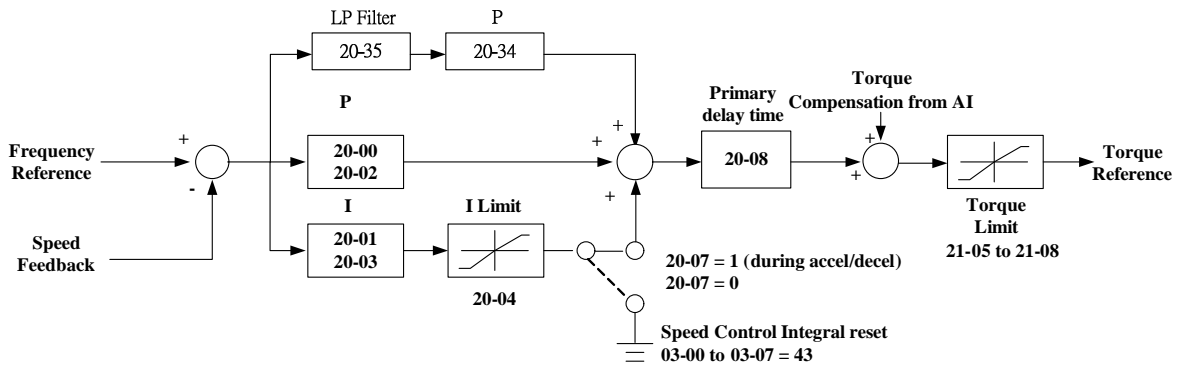 LP Filter
20-35
P
20-34
P
20-00
20-02
I
20-01
20-03
I Limit
20-04
Frequency
Reference
+
-
Speed
Feedback
+
+
+
Primary
delay time
20-08
Torque
Compensation from AI
+
+
Torque
Limit
21-05 to 21-08
Torque
Reference
20-07 = 1 (during accel/decel)
20-07 = 0
Speed Control Integral reset
03-00 to 03-07 = 43